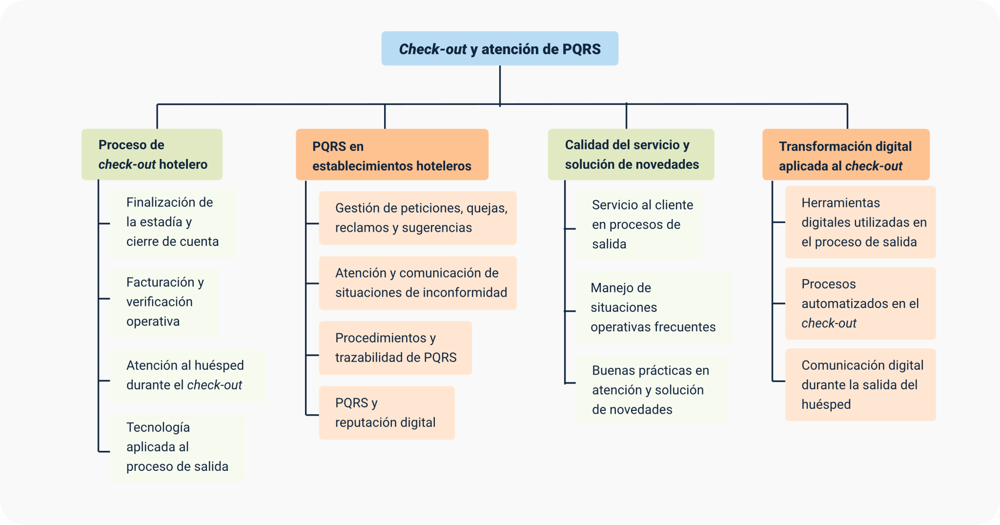 Check-out y atención de PQRS
Proceso de
check-out hotelero
Finalización de
la estadía y
cierre de cuenta
Facturación y
verificación
operativa
Atención al huésped
durante el check-out
Tecnología
aplicada al
proceso de salida
PQRS en
establecimientos hoteleros
Gestión de peticiones, quejas,
reclamos y sugerencias
Atención y comunicación de
situaciones de inconformidad
Procedimientos y
trazabilidad de PQRS
PQRS y
reputación digital
Calidad del servicio y
solución de novedades
Servicio al cliente
en procesos de
salida
Manejo de
situaciones
operativas frecuentes
Buenas prácticas en
atención y solución
de novedades
Transformación digital
aplicada al check-out
Herramientas
digitales utilizadas en
el proceso de salida
Procesos
automatizados en el
check-out
Comunicación digital
durante la salida del
huésped